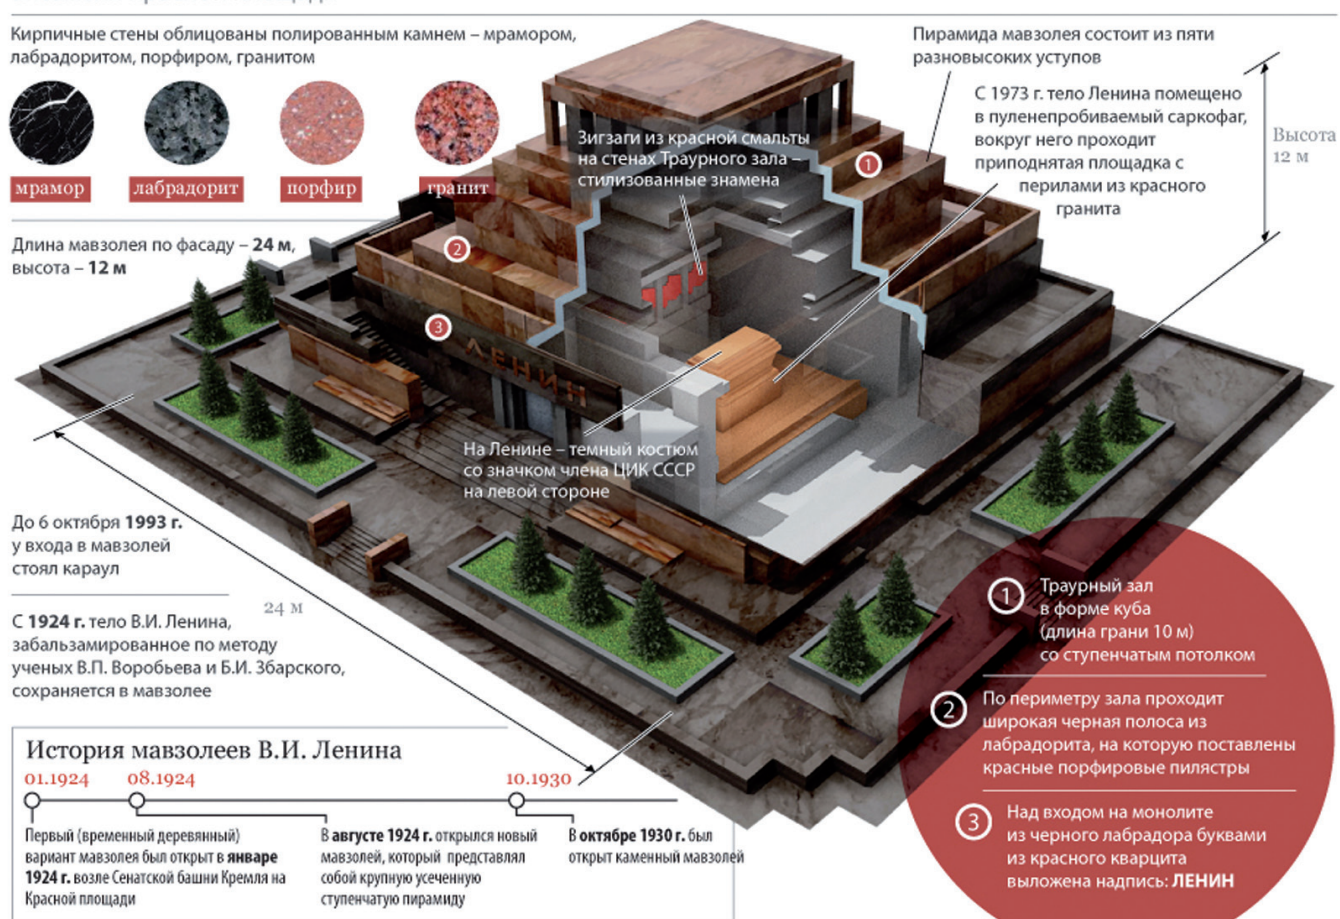 Кирпичные стены облицованы полированным камнем – мрамором,
лабрадоритом, порфиром, гранитом
мрамор
лабрадорит
порфир
гранит
Длина мавзолея по фасаду – 24 м,
высота – 12 м
Зигзаги из красной смальты
на стенах Траурного зала –
стилизованные знамена
Пирамида мавзолея состоит из пяти
разновысоких уступов
С 1973 г. тело Ленина помещено
в пуленепробиваемый саркофаг,
вокруг него проходит
приподнятая площадка с
перилами из красного
гранита
Высота
12 м
1
2
3
ЛЕНИН
На Ленине – темный костюм
со значком члена ЦИК СССР
на левой стороне
До 6 октября 1993 г.
у входа в мавзолей
стоял караул
24 м
С 1924 г. тело В.И. Ленина,
забальзамированное по методу
ученых В.П. Воробьева и Б.И. Збарского,
сохраняется в мавзолее
1
Траурный зал
в форме куба
(длина грани 10 м)
со ступенчатым потолком
2
По периметру зала проходит
широкая черная полоса из
лабрадорита, на которую поставлены
красные порфировые пилястры
3
Над входом на монолите
из черного лабрадора буквами
из красного кварцита
выложена надпись: ЛЕНИН
История мавзолеев В.И. Ленина
01.1924
08.1924
10.1930
Первый (временный деревянный)
вариант мавзолея был открыт в январе
1924 г. возле Сенатской башни Кремля на
Красной площади
В августе 1924 г. открылся новый
мавзолей, который представлял
собой крупную усеченную
ступенчатую пирамиду
В октябре 1930 г. был
открыт каменный мавзолей